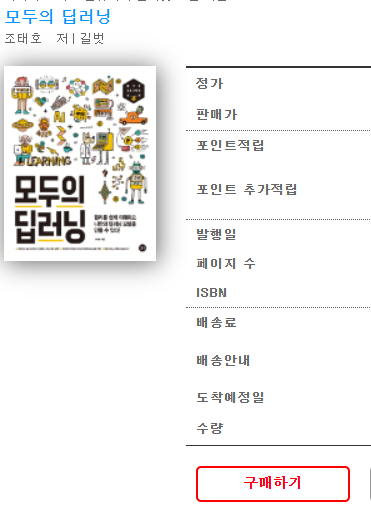 모두의 딥러닝
조태호 저 | 길벗
LEARNING
AI
모두의
딥러닝
정가
판매가
포인트적립
포인트 추가적립
발행일
페이지 수
ISBN
배송료
배송안내
도착예정일
수량
구매하기